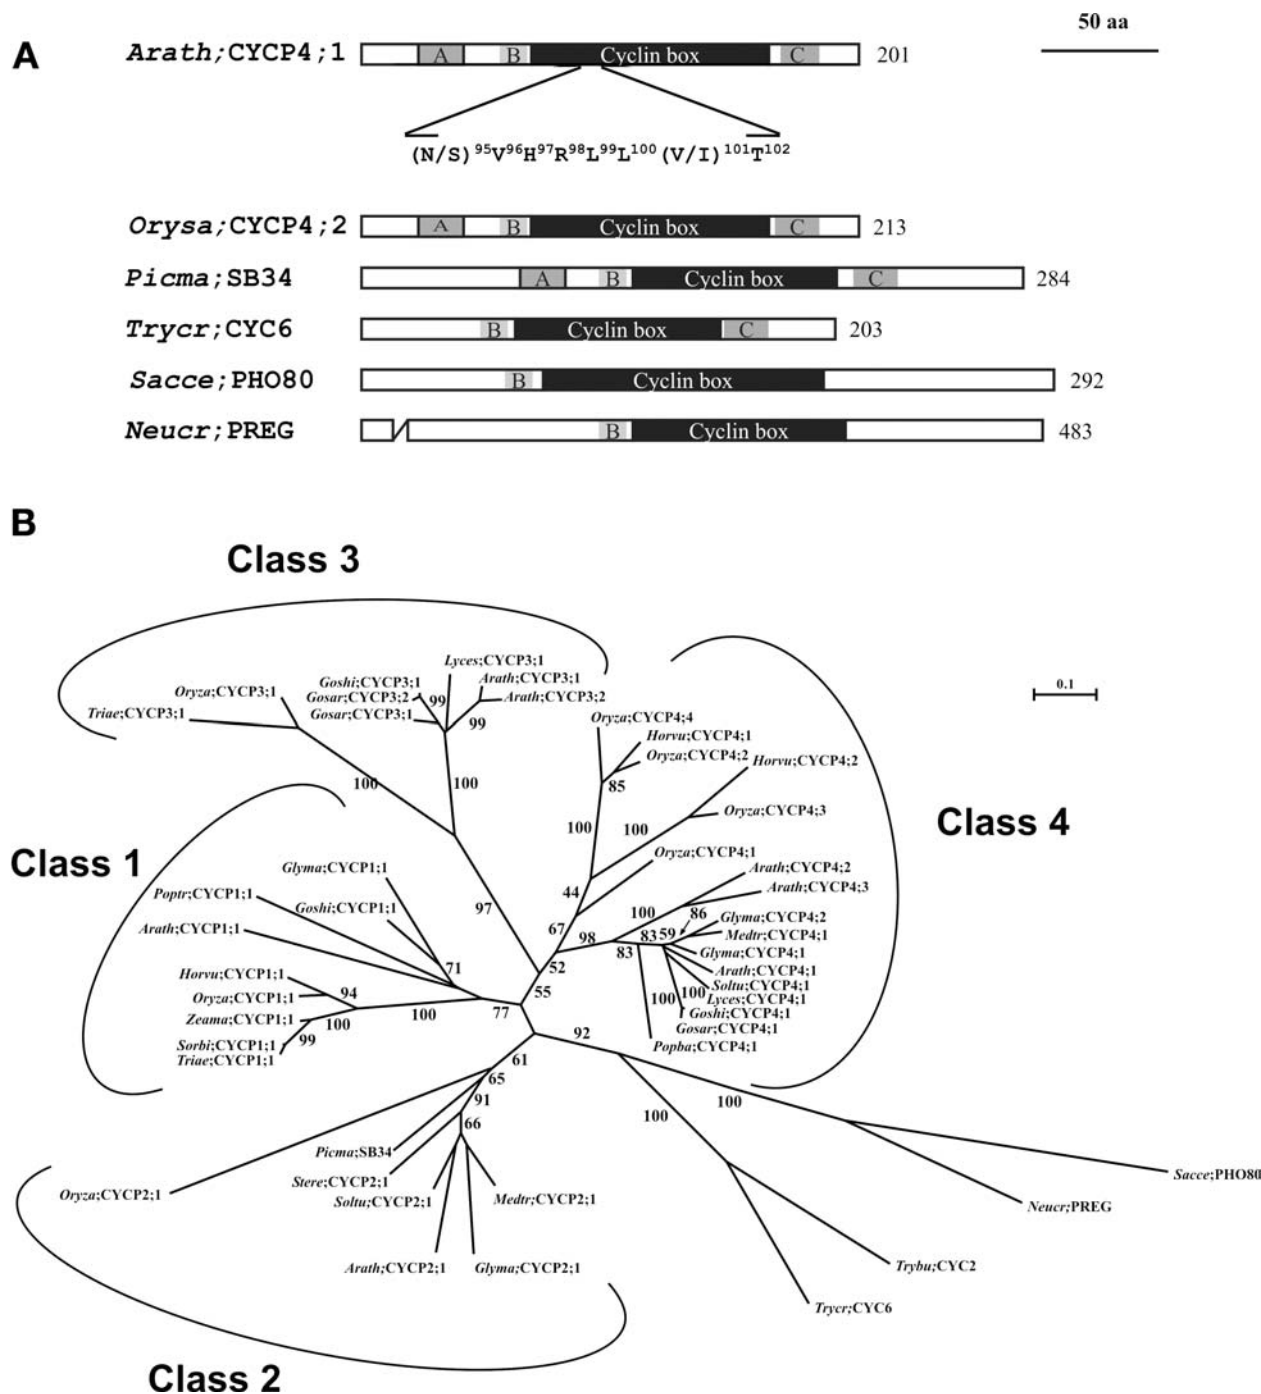 A
50 aa
Arath;CYCP4;1
A
B
Cyclin box
C
201
(N/S)95V96H97R98L99L100(V/I)101T102
Orysa;CYCP4;2
A
B
Cyclin box
C
213
Picma;SB34
A
B
Cyclin box
C
284
Trycr;CYC6
B
Cyclin box
C
203
Sacce;PHO80
B
Cyclin box
292
Neucr;PREG
B
Cyclin box
483
B
Class 3
Lyces;CYCP3;1
Goshi;CYCP3;1
Arath;CYCP3;1
Gosar;CYCP3;2
99
Arath;CYCP3;2
Oryza;CYCP3;1
Gosar;CYCP3;1
99
Triae;CYCP3;1
100
100
97
0.1
Class 4
Oryza;CYCP4;4
Horvu;CYCP4;1
Oryza;CYCP4;2
Horvu;CYCP4;2
85
Oryza;CYCP4;3
100
100
Oryza;CYCP4;1
Arath;CYCP4;2
Arath;CYCP4;3
44
100
86
Glyma;CYCP4;2
67
98
83
59
Medtr;CYCP4;1
83
Glyma;CYCP4;1
Arath;CYCP4;1
Soltu;CYCP4;1
100
100
Lyces;CYCP4;1
Goshi;CYCP4;1
Gosar;CYCP4;1
Popba;CYCP4;1
52
55
Class 1
Glyma;CYCP1;1
Poptr;CYCP1;1
Goshi;CYCP1;1
Arath;CYCP1;1
71
Horvu;CYCP1;1
94
Oryza;CYCP1;1
Zeama;CYCP1;1
100
100
77
Sorbi;CYCP1;1
99
Triae;CYCP1;1
92
61
65
91
66
Picma;SB34
Stere;CYCP2;1
Oryza;CYCP2;1
Soltu;CYCP2;1
Medtr;CYCP2;1
Arath;CYCP2;1
Glyma;CYCP2;1
Class 2
100
100
Sacce;PHO80
Neucr;PREG
Trybu;CYC2
Trycr;CYC6